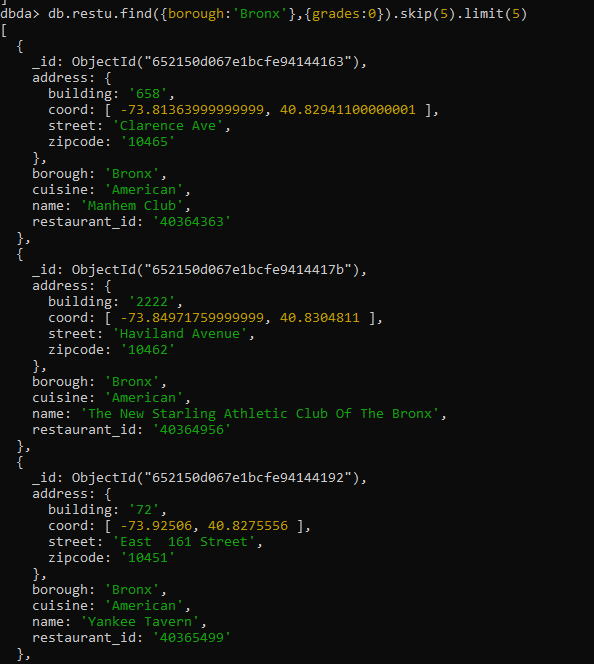 ]
dbda> db.restu.find({borough:'Bronx'},{grades:0}).skip(5).limit(5)
[
  {
    _id: ObjectId("652150d067e1bcfe94144163"),
    address: {
      building: '658',
      coord: [ -73.81363999999999, 40.82941100000001 ],
      street: 'Clarence Ave',
      zipcode: '10465'
    },
    borough: 'Bronx',
    cuisine: 'American',
    name: 'Manhem Club',
    restaurant_id: '40364363'
  },
  {
    _id: ObjectId("652150d067e1bcfe9414417b"),
    address: {
      building: '2222',
      coord: [ -73.84971759999999, 40.8304811 ],
      street: 'Haviland Avenue',
      zipcode: '10462'
    },
    borough: 'Bronx',
    cuisine: 'American',
    name: 'The New Starling Athletic Club Of The Bronx',
    restaurant_id: '40364956'
  },
  {
    _id: ObjectId("652150d067e1bcfe94144192"),
    address: {
      building: '72',
      coord: [ -73.92506, 40.8275556 ],
      street: 'East  161 Street',
      zipcode: '10451'
    },
    borough: 'Bronx',
    cuisine: 'American',
    name: 'Yankee Tavern',
    restaurant_id: '40365499'
  },